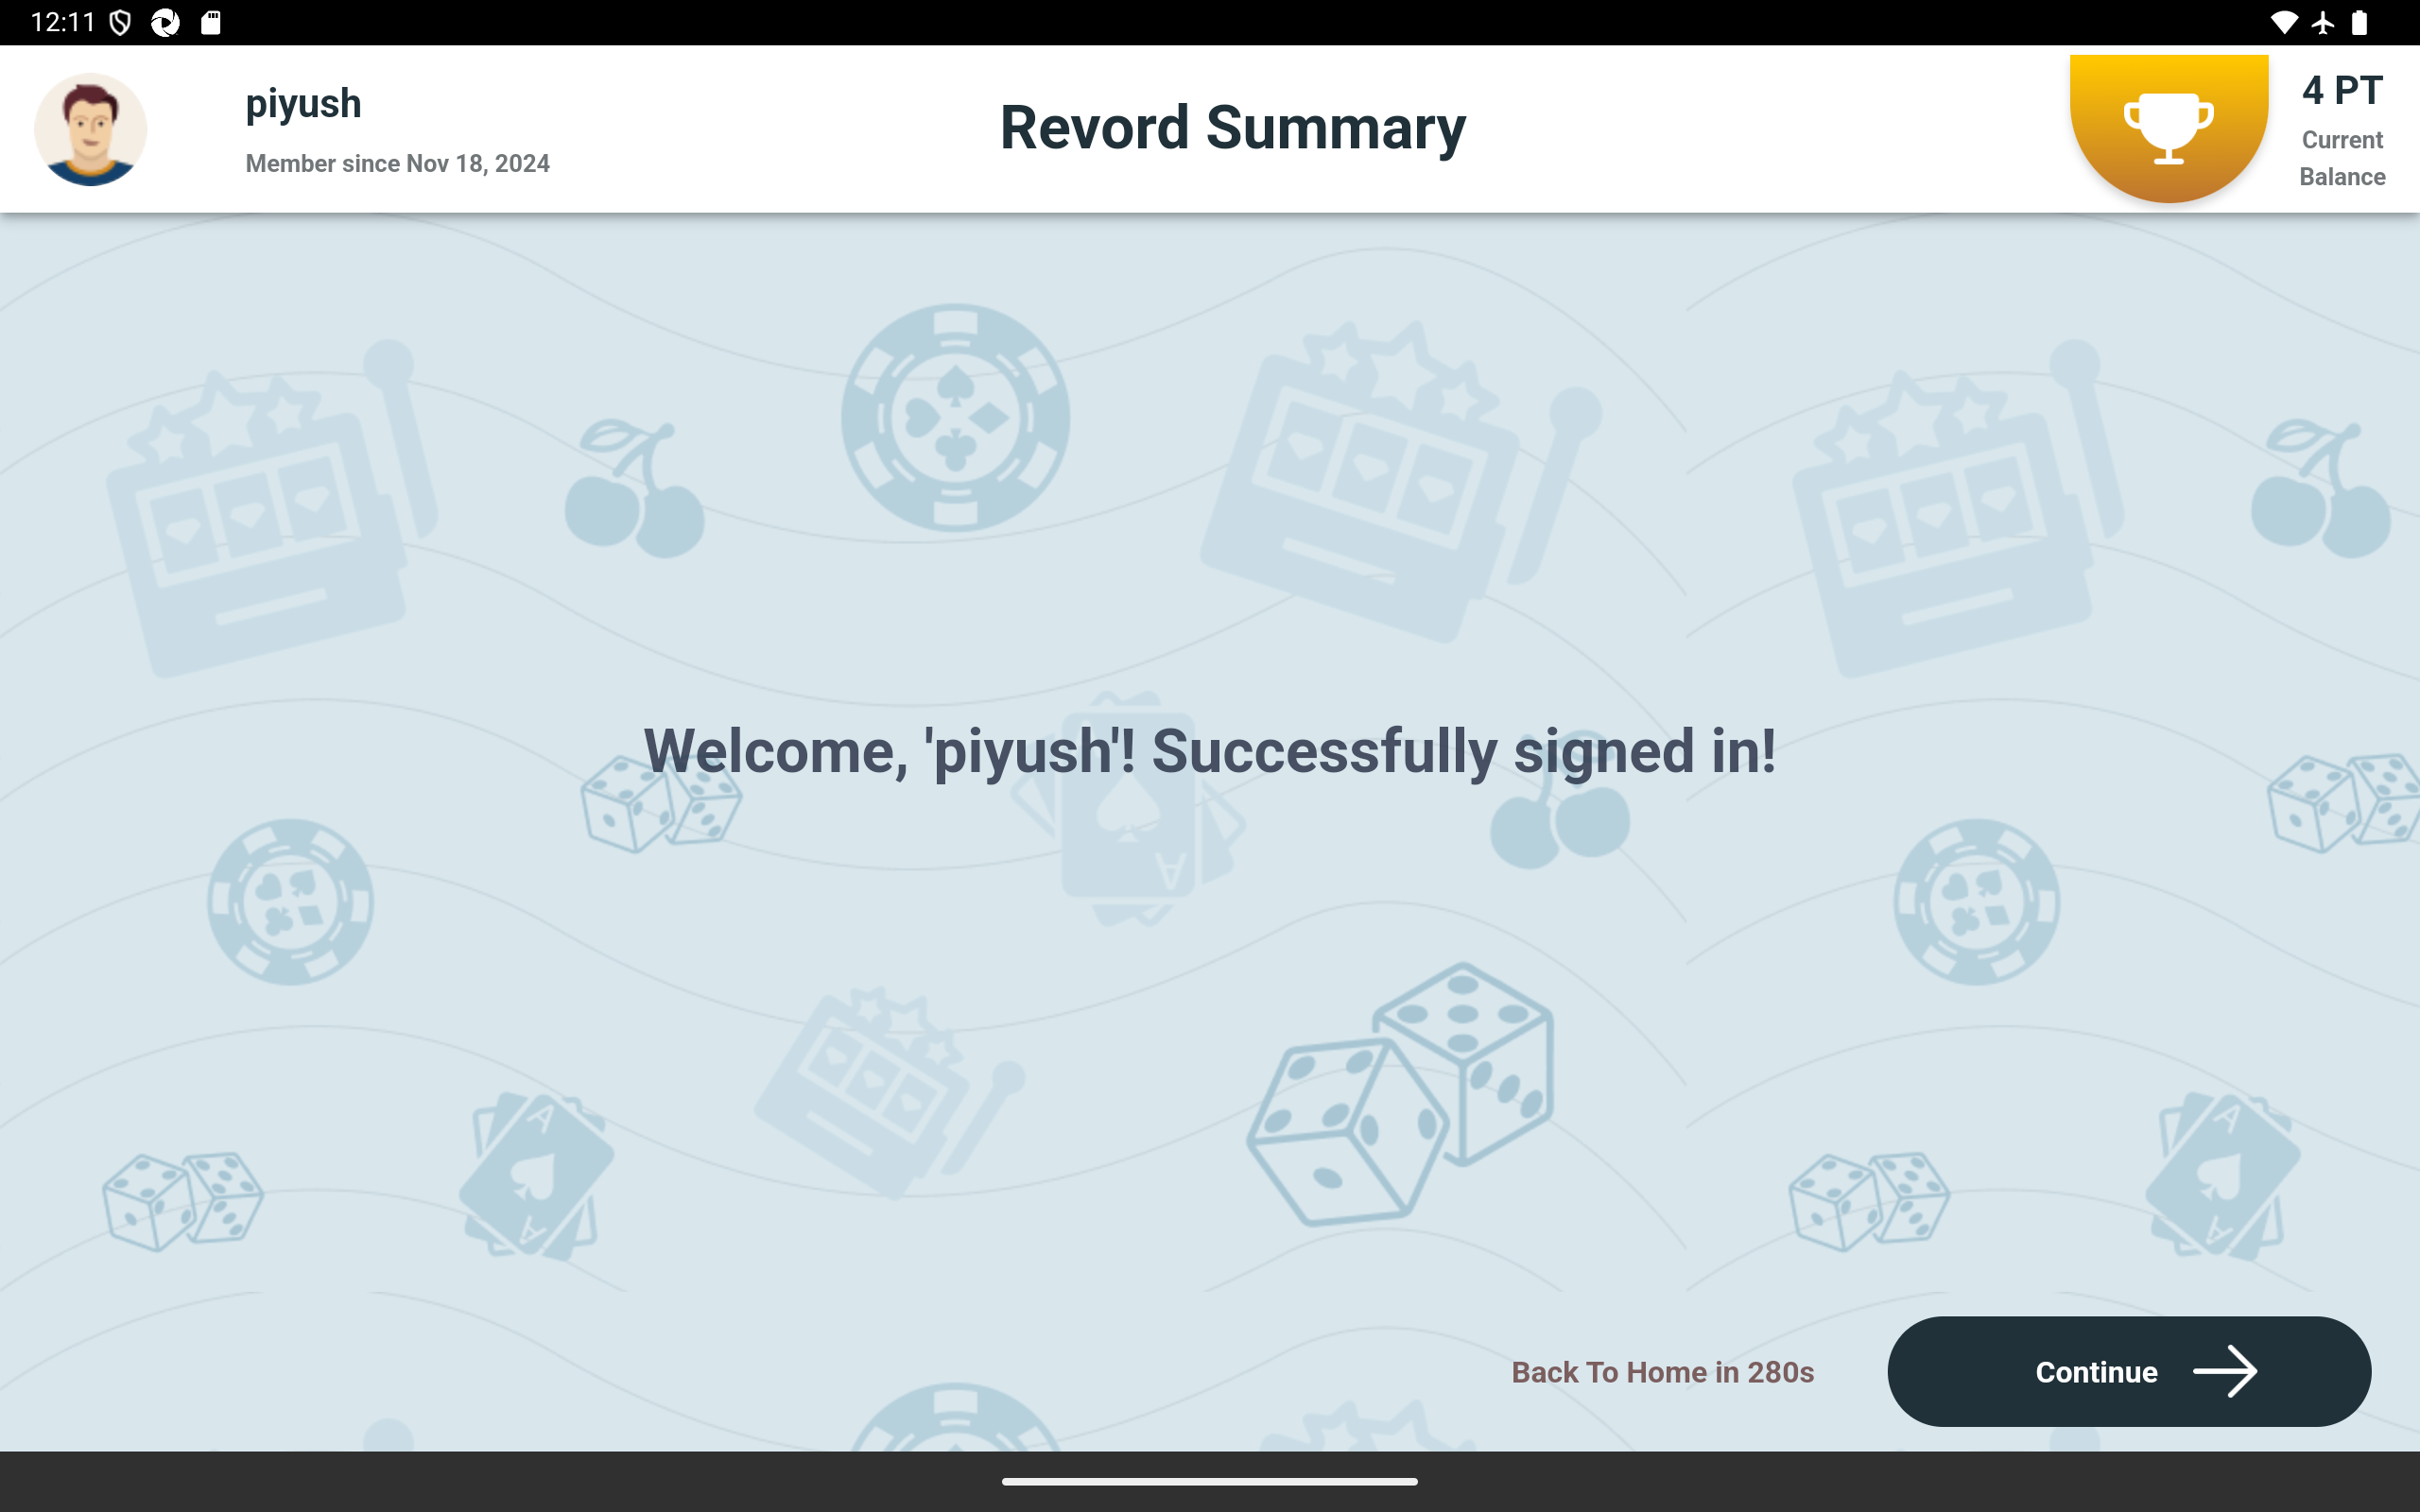 12:11
piyush
Member since Nov 18, 2024
Revord Summary
4 PT
Current
Balance
Welcome, 'piyush'! Successfully signed in!
Back To Home in 280s
Continue